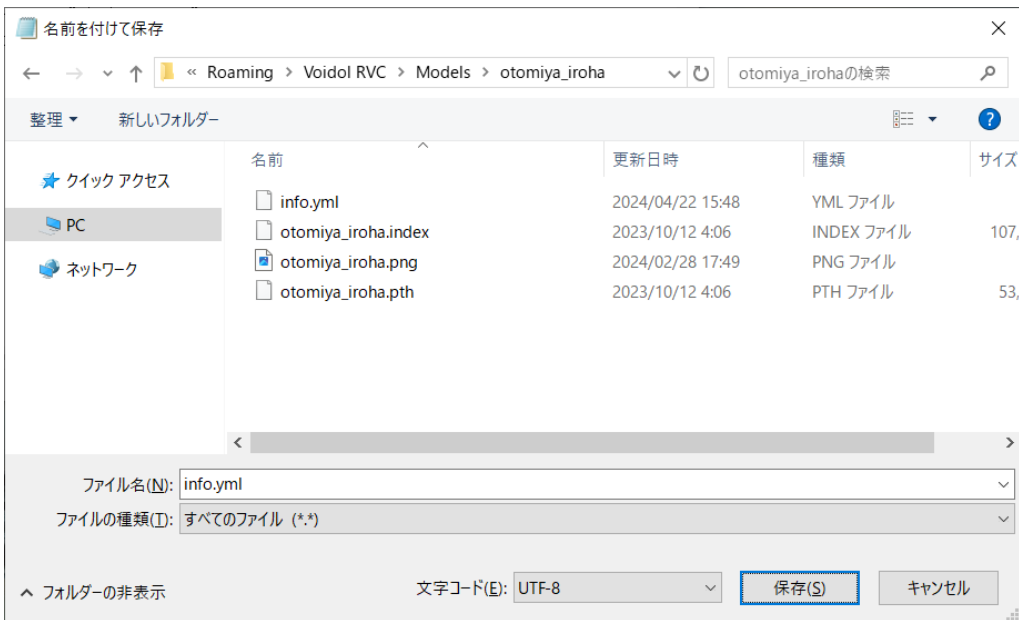 名前を付けて保存
« Roaming > Voidol RVC > Models > otomiya_iroha
otomiya_irohaの検索
整理
新しいフォルダー
?
名前 更新日時 種類 サイズ
クイック アクセス
PC
ネットワーク
info.yml 2024/04/22 15:48 YML ファイル
otomiya_iroha.index 2023/10/12 4:06 INDEX ファイル 107,
otomiya_iroha.png 2024/02/28 17:49 PNG ファイル
otomiya_iroha.pth 2023/10/12 4:06 PTH ファイル 53,
ファイル名(N): info.yml
ファイルの種類(T): すべてのファイル (*.*)
フォルダーの非表示
文字コード(E): UTF-8
保存(S)
キャンセル